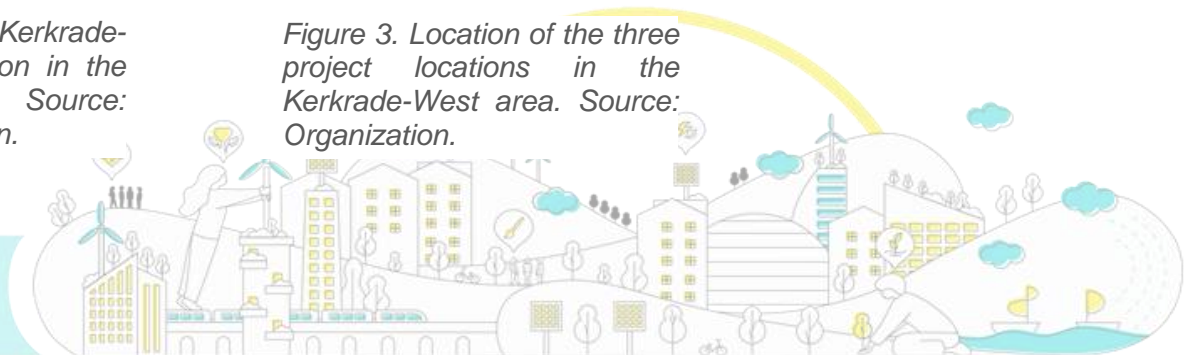 Kerkrade-
on in the
Source:
n.
Figure 3. Location of the three
project locations in the
Kerkrade-West area. Source:
Organization.